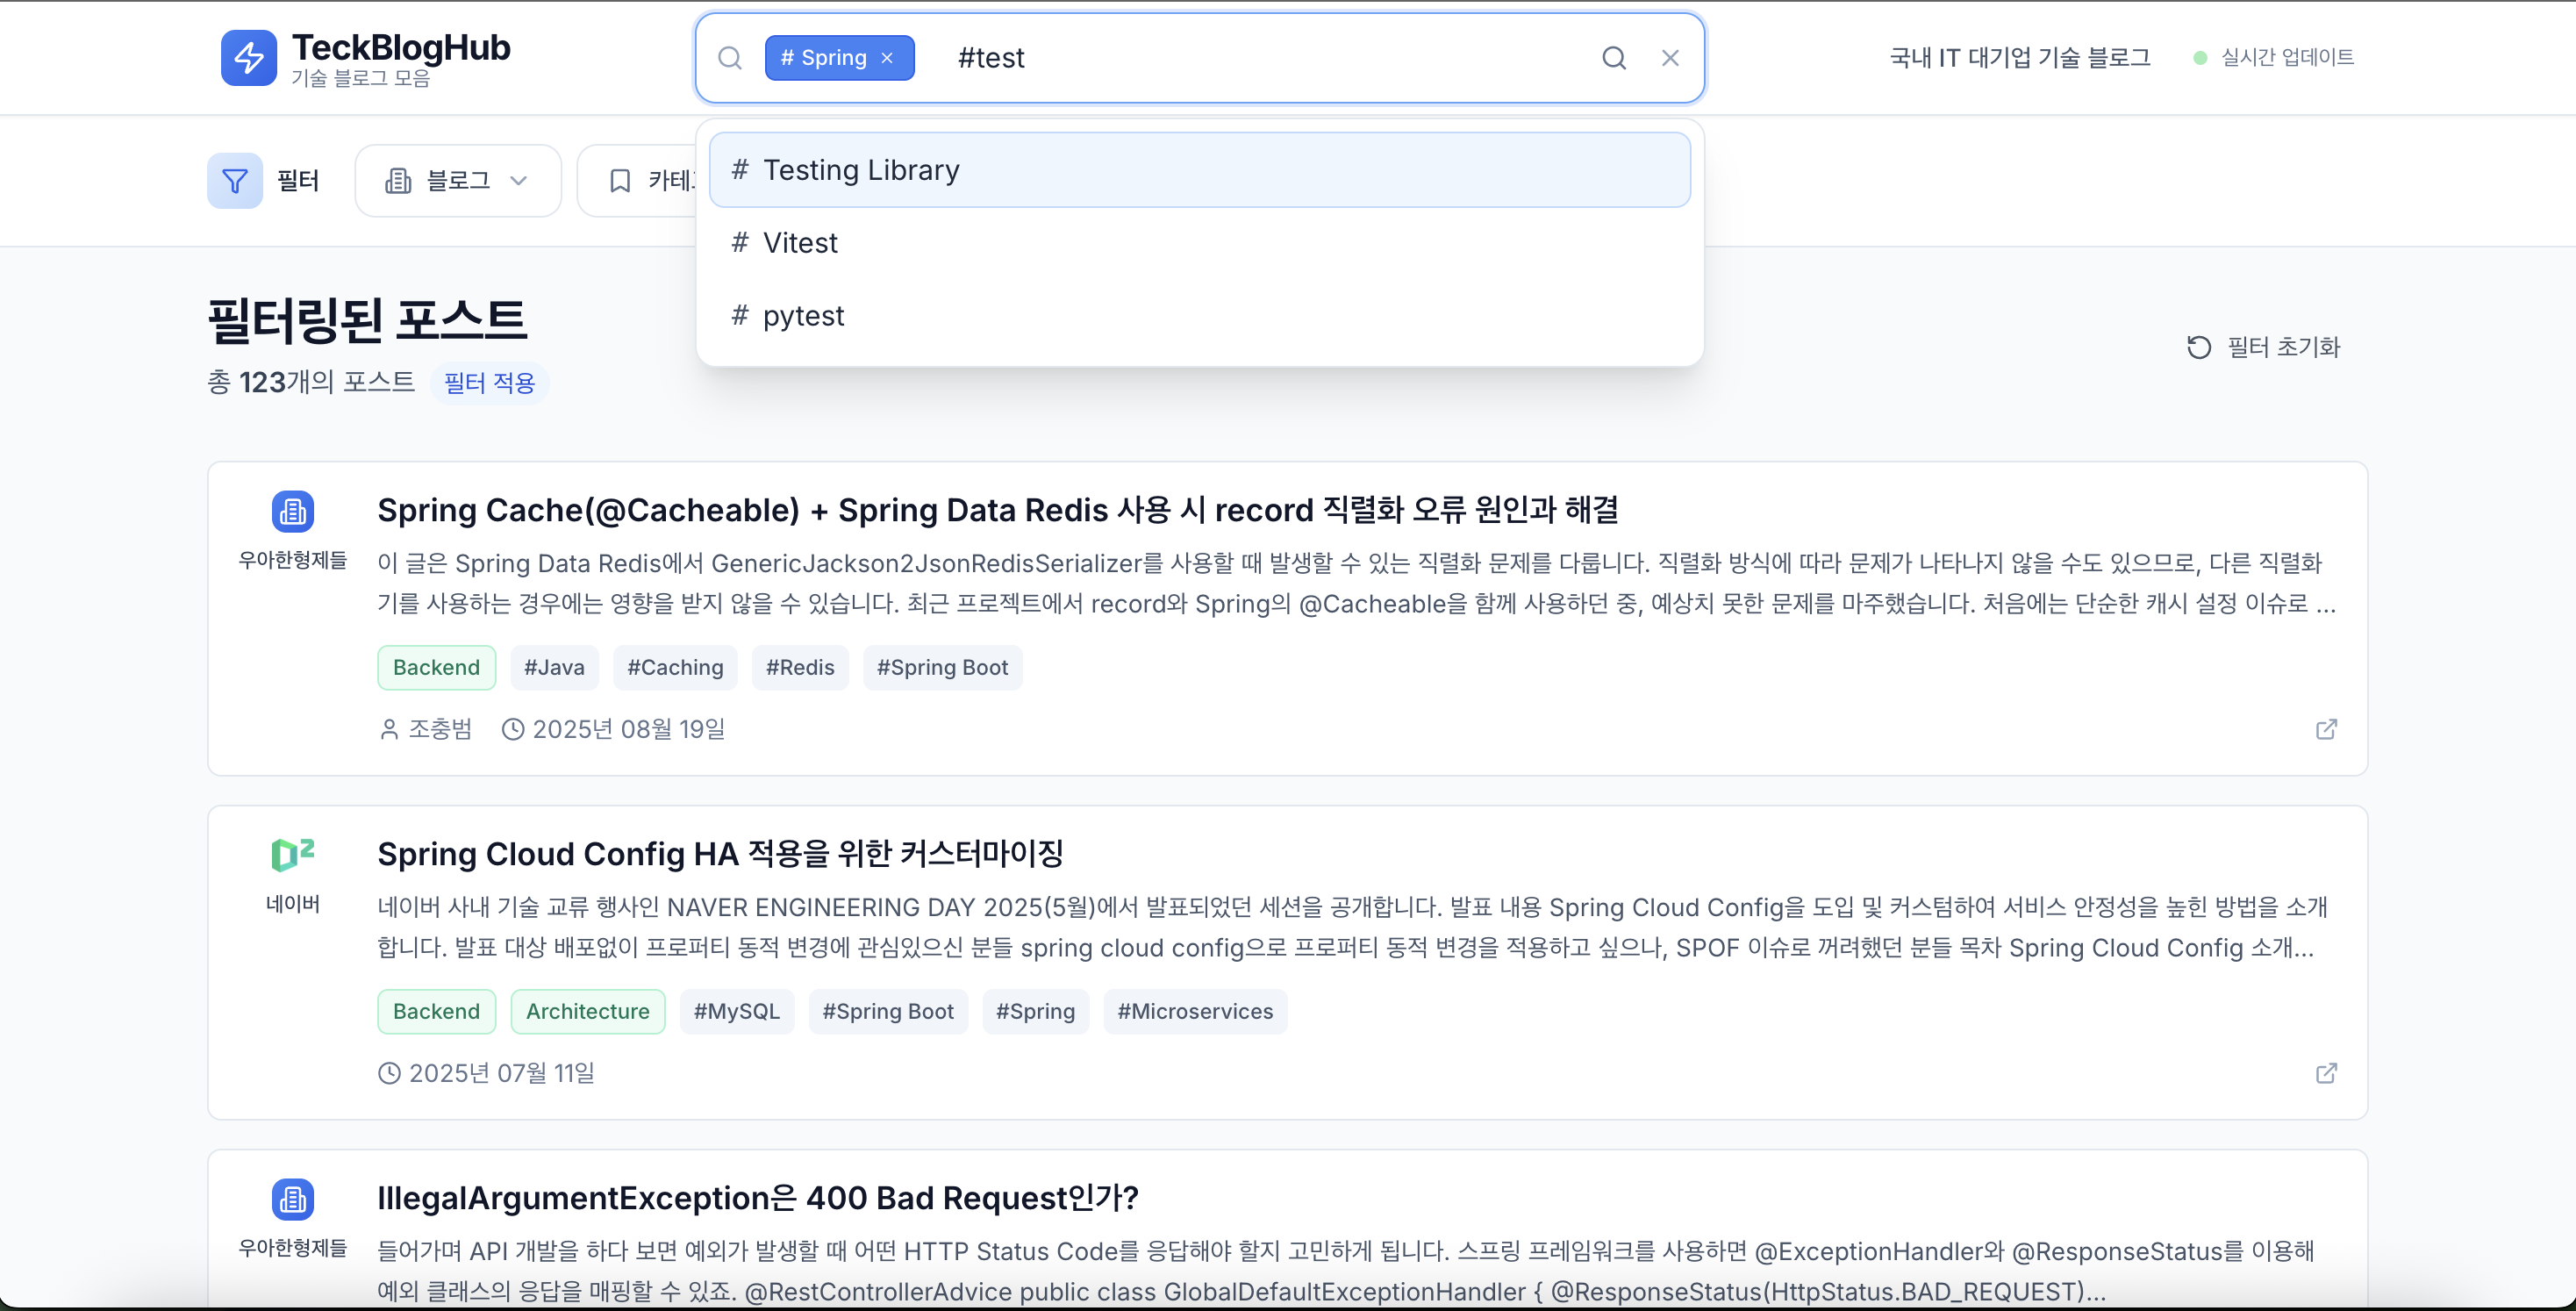 TeckBlogHub
기술 블로그 모음
# Spring × #test
국내 IT 대기업 기술 블로그
실시간 업데이트
필터
블로그
# Testing Library
# Vitest
# pytest
필터링된 포스트
총 123개의 포스트 필터 적용
필터 초기화
우아한형제들
Spring Cache(@Cacheable) + Spring Data Redis 사용 시 record 직렬화 오류 원인과 해결
이 글은 Spring Data Redis에서 GenericJackson2JsonRedisSerializer를 사용할 때 발생할 수 있는 직렬화 문제를 다룹니다. 직렬화 방식에 따라 문제가 나타나지 않을 수도 있으므로, 다른 직렬화
기를 사용하는 경우에는 영향을 받지 않을 수 있습니다. 최근 프로젝트에서 record와 Spring의 @Cacheable을 함께 사용하던 중, 예상치 못한 문제를 마주했습니다. 처음에는 단순한 캐시 설정 이슈로 ...
Backend #Java #Caching #Redis #Spring Boot
조충범 2025년 08월 19일
네이버
Spring Cloud Config HA 적용을 위한 커스터마이징
네이버 사내 기술 교류 행사인 NAVER ENGINEERING DAY 2025(5월)에서 발표되었던 세션을 공개합니다. 발표 내용 Spring Cloud Config을 도입 및 커스텀하여 서비스 안정성을 높힌 방법을 소개
합니다. 발표 대상 배포없이 프로퍼티 동적 변경에 관심있으신 분들 spring cloud config으로 프로퍼티 동적 변경을 적용하고 싶으나, SPOF 이슈로 꺼려했던 분들 목차 Spring Cloud Config 소개...
Backend Architecture #MySQL #Spring Boot #Spring #Microservices
2025년 07월 11일
우아한형제들
IllegalArgumentException은 400 Bad Request인가?
들어가며 API 개발을 하다 보면 예외가 발생할 때 어떤 HTTP Status Code를 응답해야 할지 고민하게 됩니다. 스프링 프레임워크를 사용하면 @ExceptionHandler와 @ResponseStatus를 이용해
예외 클래스의 응답을 매핑할 수 있죠. @RestControllerAdvice public class GlobalDefaultExceptionHandler { @ResponseStatus(HttpStatus.BAD_REQUEST)...